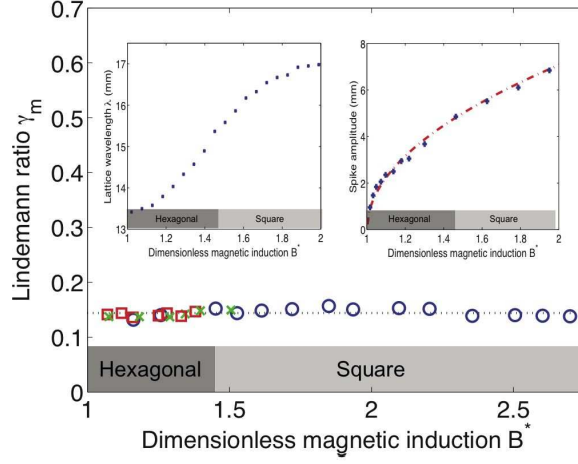 Lindemann ratio γm
0.7
0.6
0.5
0.4
0.3
0.2
0.1
0
Lattice wavelength λ (mm)
17
16
15
14
13
Hexagonal
Square
1
1.2
1.4
1.6
1.8
2
Dimensionless magnetic induction B*
Spike amplitude (mm)
8
6
4
2
0
Hexagonal
Square
1.0
1.2
1.4
1.6
1.8
2
Dimensionless magnetic induction B*
Hexagonal
Square
1
1.5
2
2.5
Dimensionless magnetic induction B*